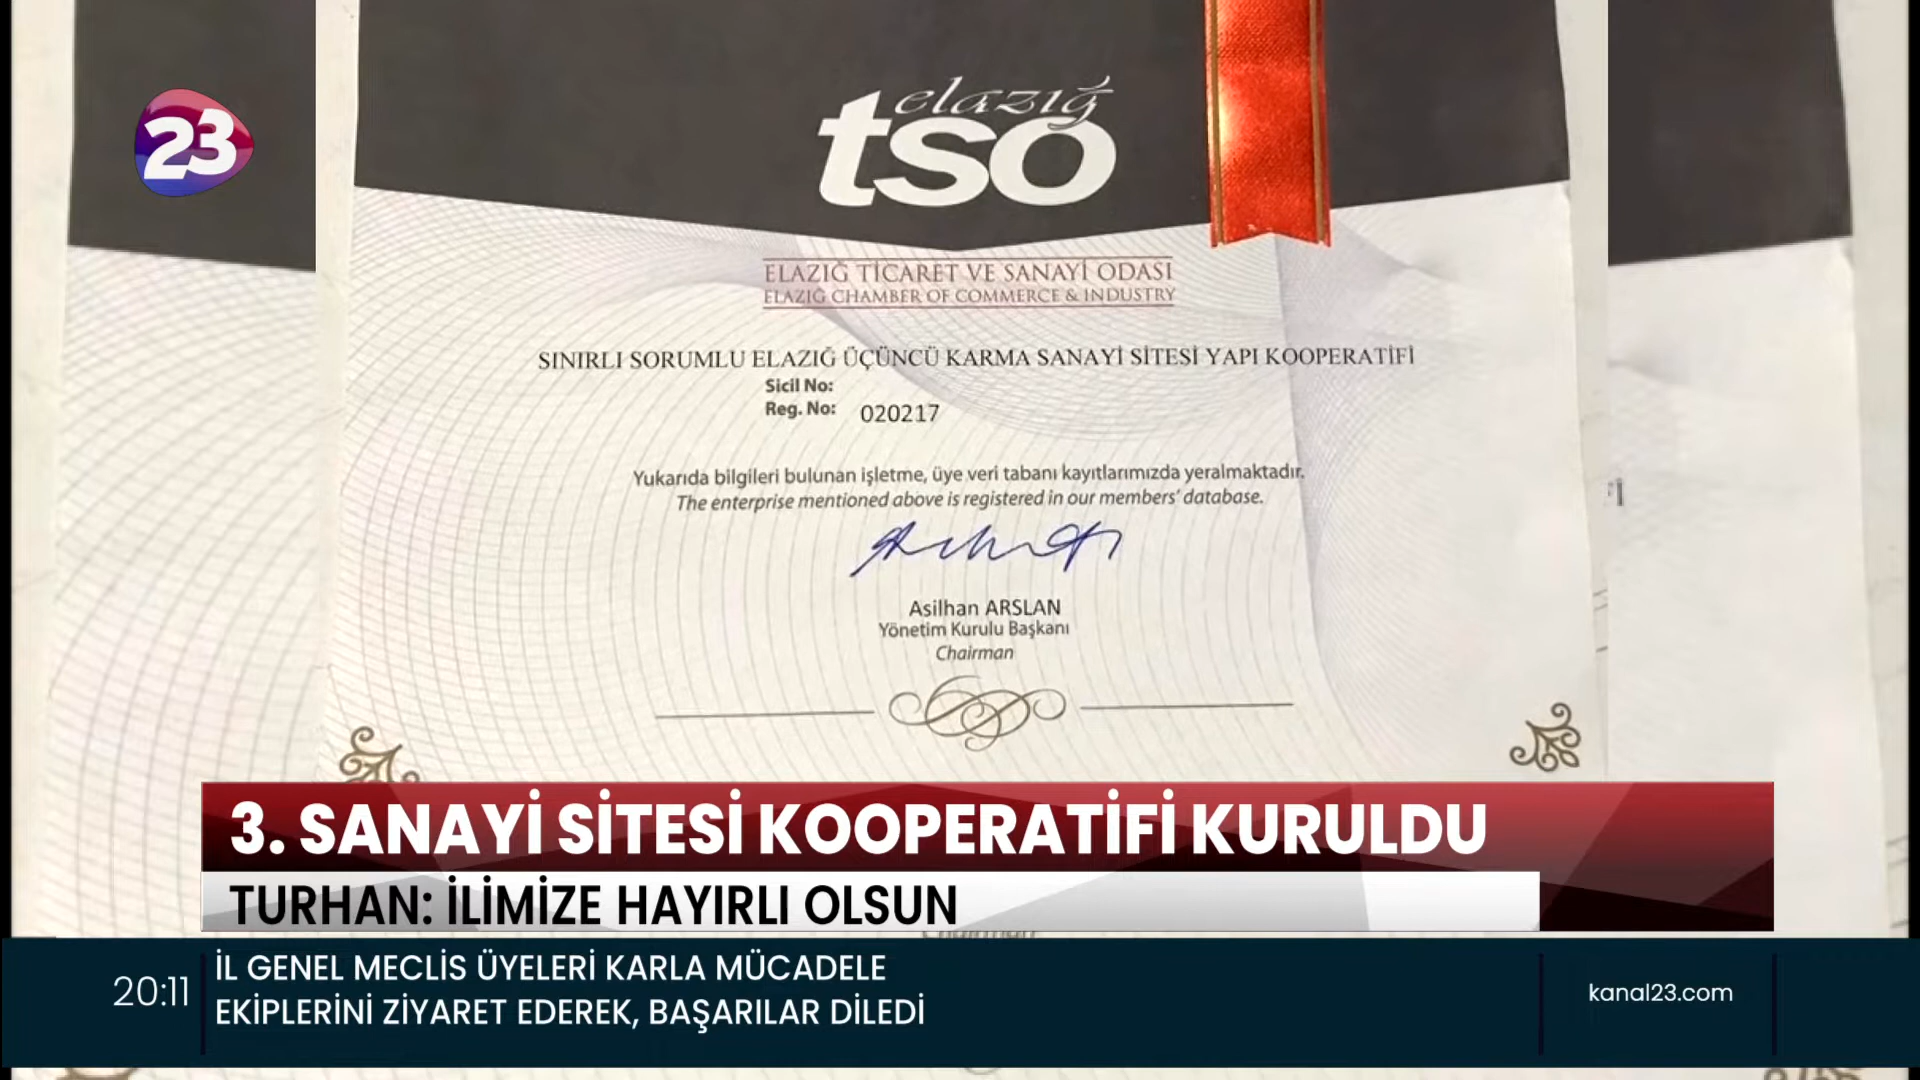 23
elazığ
tso
ELAZIĞ TİCARET VE SANAYİ ODASI
ELAZIĞ CHAMBER OF COMMERCE & INDUSTRY
SINIRLI SORUMLU ELAZIĞ ÜÇÜNCÜ KARMA SANAYİ SİTESİ YAPI KOOPERATİFİ
Sicil No:
Reg. No: 020217
Yukarıda bilgileri bulunan işletme, üye veri tabanı kayıtlarımızda yeralmaktadır.
The enterprise mentioned above is registered in our members' database.
Asilhan ARSLAN
Yönetim Kurulu Başkanı
Chairman
3. SANAYİ SİTESİ KOOPERATİFİ KURULDU
TURHAN: İLİMİZE HAYIRLI OLSUN
20:11
İL GENEL MECLİS ÜYELERİ KARLA MÜCADELE
EKİPLERİNİ ZİYARET EDEREK, BAŞARILAR DİLEDİ
kanal23.com